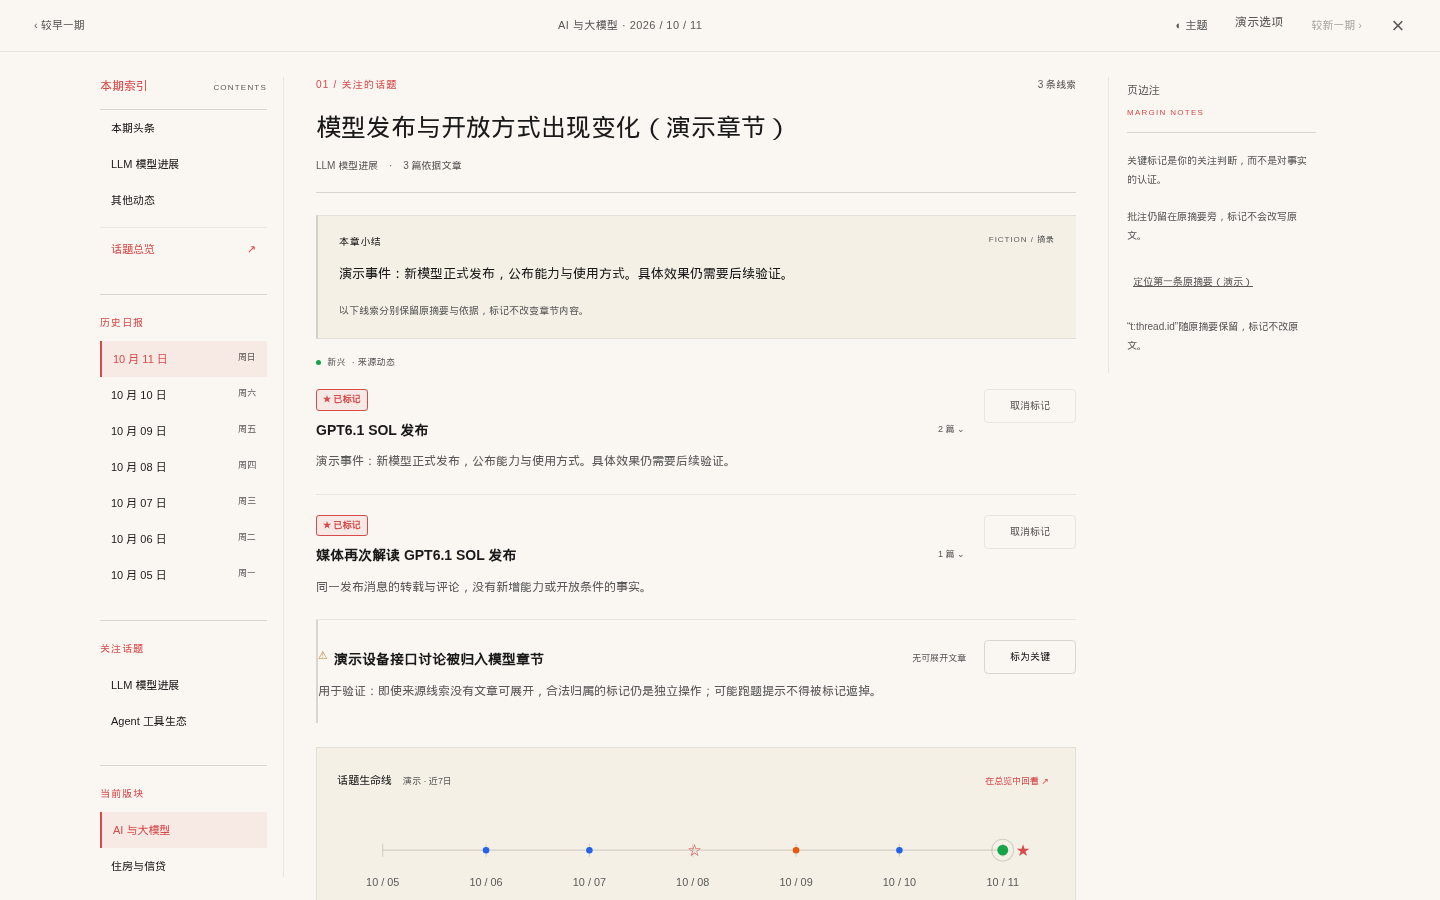 ‹ 较早一期
AI 与大模型 · 2026 / 10 / 11
主题
演示选项
较新一期 ›
×
本期索引
CONTENTS
本期头条
LLM 模型进展
其他动态
话题总览 ↗
历史日报
10 月 11 日 周日
10 月 10 日 周六
10 月 09 日 周五
10 月 08 日 周四
10 月 07 日 周三
10 月 06 日 周二
10 月 05 日 周一
关注话题
LLM 模型进展
Agent 工具生态
当前版块
AI 与大模型
住房与信贷
01 / 关注的话题
3 条线索
模型发布与开放方式出现变化（演示章节）
LLM 模型进展 · 3 篇依据文章
本章小结
FICTION / 摘录
演示事件：新模型正式发布，公布能力与使用方式。具体效果仍需要后续验证。
以下线索分别保留原摘要与依据，标记不改变章节内容。
新兴 · 来源动态
★ 已标记
取消标记
GPT6.1 SOL 发布
2 篇 ⌄
演示事件：新模型正式发布，公布能力与使用方式。具体效果仍需要后续验证。
★ 已标记
取消标记
媒体再次解读 GPT6.1 SOL 发布
1 篇 ⌄
同一发布消息的转载与评论，没有新增能力或开放条件的事实。
⚠ 演示设备接口讨论被归入模型章节
无可展开文章
标为关键
用于验证：即使来源线索没有文章可展开，合法归属的标记仍是独立操作；可能跑题提示不得被标记遮掉。
话题生命线 演示 · 近7日
在总览中回看 ↗
☆ ★
10 / 05 10 / 06 10 / 07 10 / 08 10 / 09 10 / 10 10 / 11
页边注
MARGIN NOTES
关键标记是你的关注判断，而不是对事实
的认证。
批注仍留在原摘要旁，标记不会改写原
文。
定位第一条原摘要（演示）
“t:thread.id”随原摘要保留，标记不改原
文。